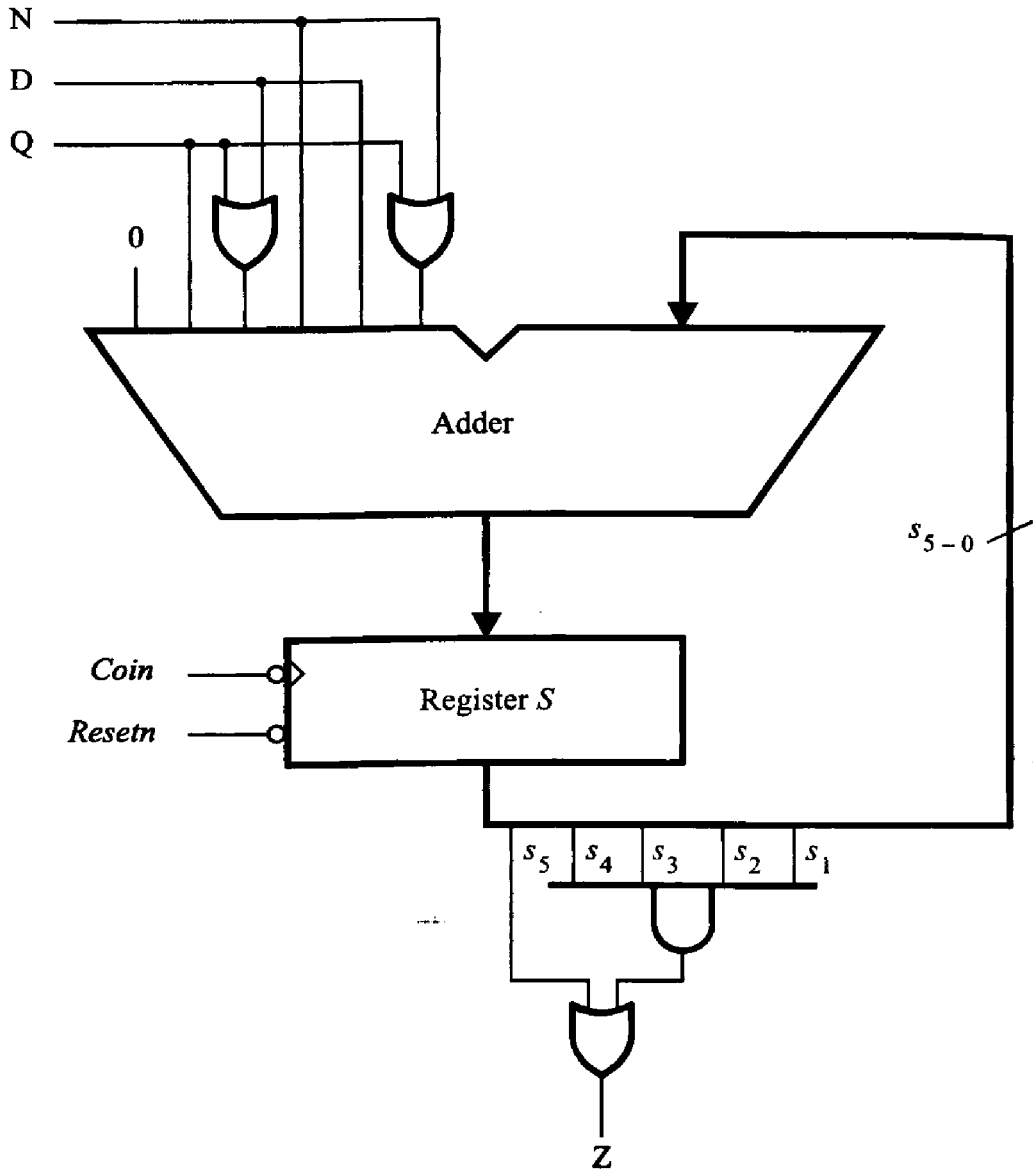 N
D
Q
0
Adder
s5–0
Coin
Resetn
Register S
s5 s4 s3 s2 s1
Z